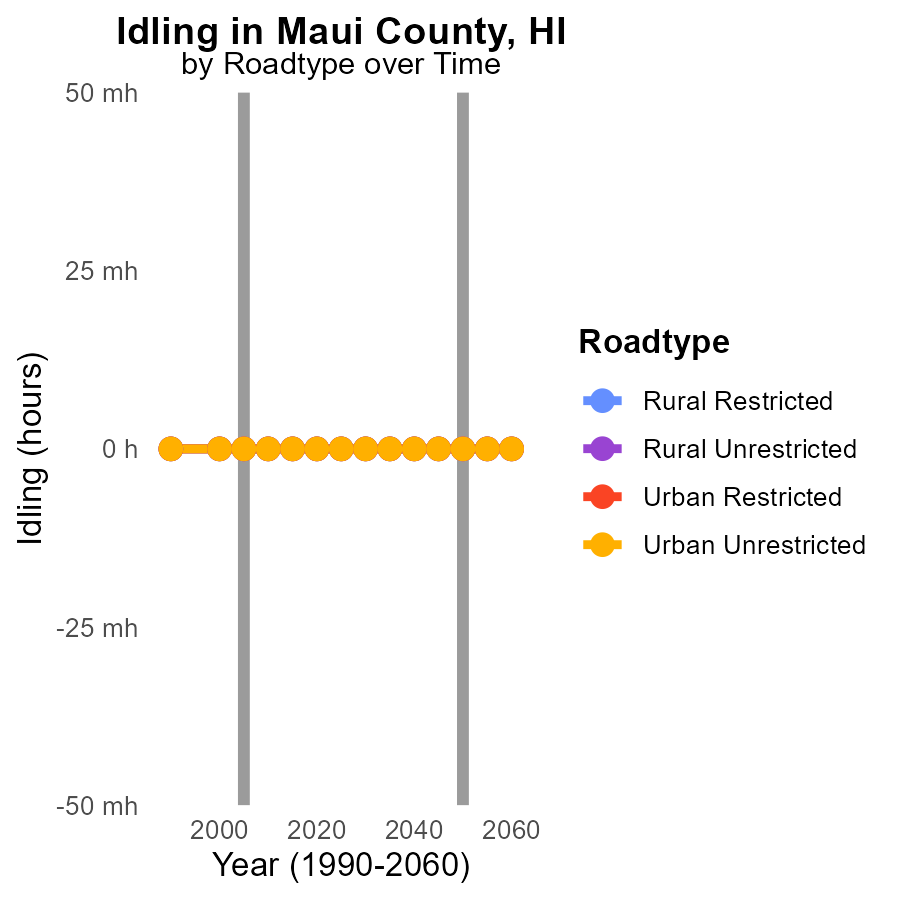 Idling in Maui County, HI
by Roadtype over Time
50 mh
25 mh
0 h
-25 mh
-50 mh
Idling (hours)
2000 2020 2040 2060
Year (1990-2060)
Roadtype
Rural Restricted
Rural Unrestricted
Urban Restricted
Urban Unrestricted